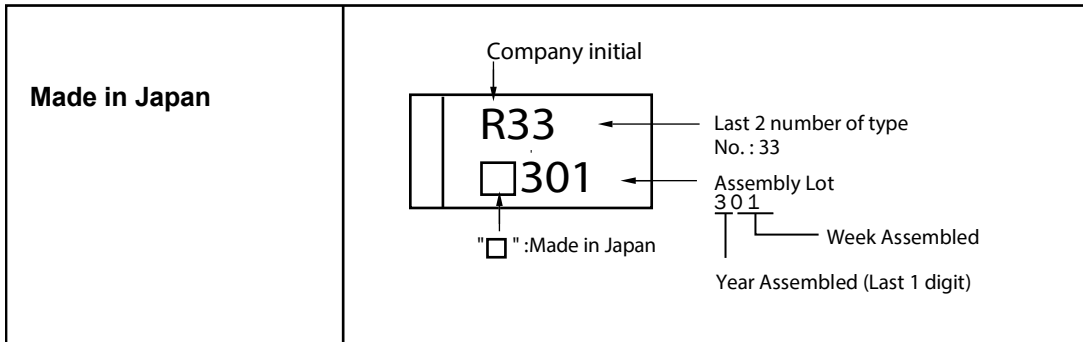 Made in Japan
Company initial
R33
□301
"□" :Made in Japan
Last 2 number of type
No. : 33
Assembly Lot
301
Week Assembled
Year Assembled (Last 1 digit)